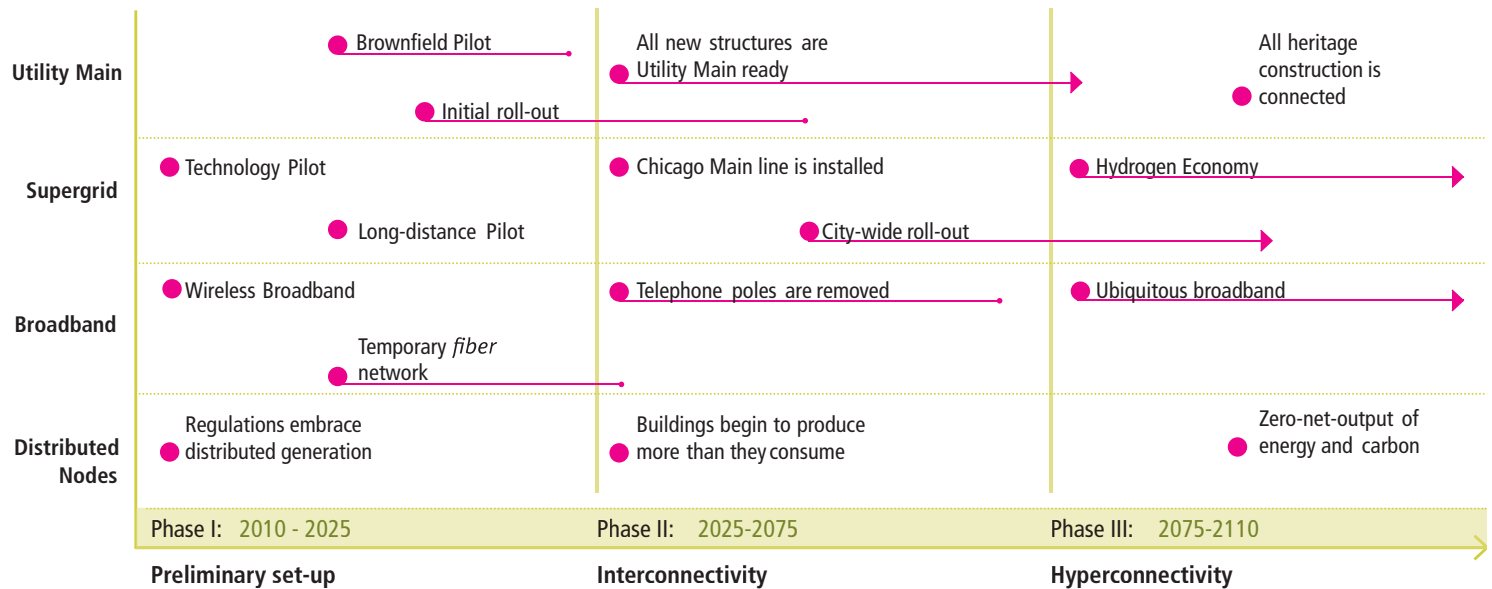 Utility Main
Brownfield Pilot
Initial roll-out
All new structures are
Utility Main ready
All heritage
construction is
connected
Supergrid
Technology Pilot
Long-distance Pilot
Chicago Main line is installed
City-wide roll-out
Hydrogen Economy
Broadband
Wireless Broadband
Temporary fiber
network
Telephone poles are removed
Ubiquitous broadband
Distributed
Nodes
Regulations embrace
distributed generation
Buildings begin to produce
more than they consume
Zero-net-output of
energy and carbon
Phase I: 2010 - 2025
Phase II: 2025-2075
Phase III: 2075-2110
Preliminary set-up
Interconnectivity
Hyperconnectivity